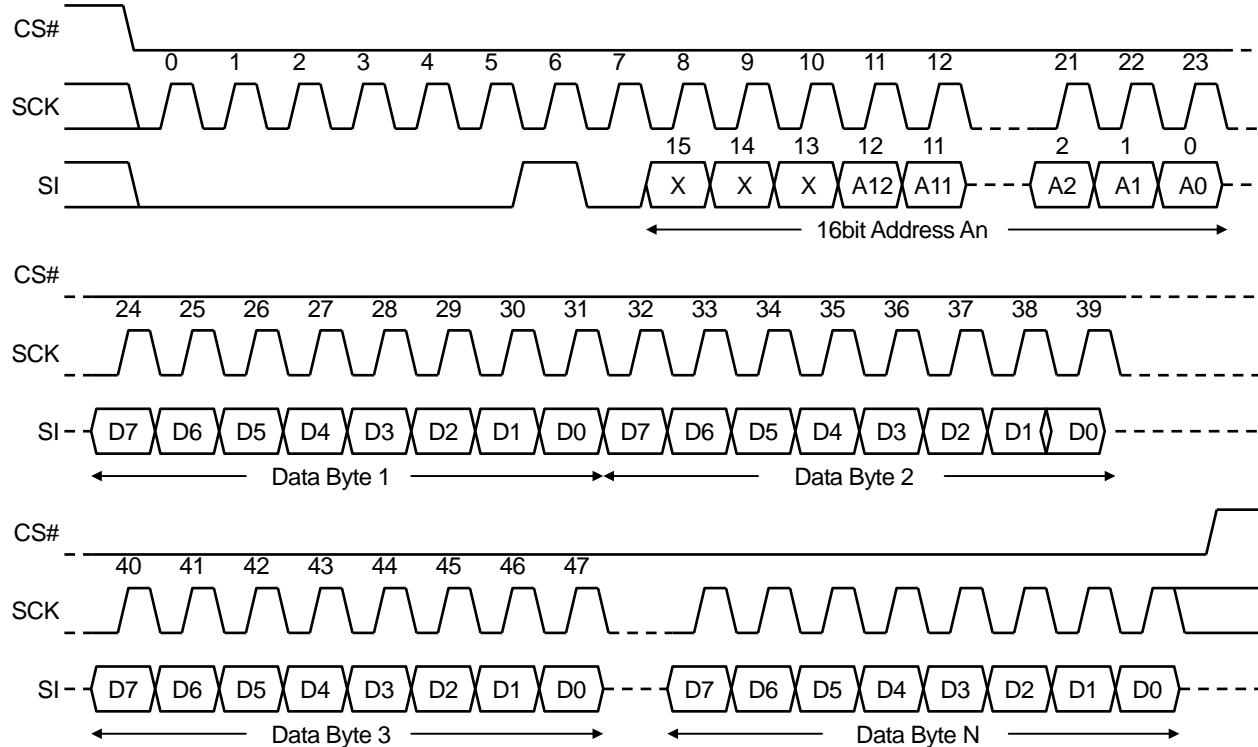 CS#
0 1 2 3 4 5 6 7 8 9 10 11 12 21 22 23
SCK
15 14 13 12 11 2 1 0
SI X X X A12 A11 A2 A1 A0
16bit Address An
CS#
24 25 26 27 28 29 30 31 32 33 34 35 36 37 38 39
SCK
SI D7 D6 D5 D4 D3 D2 D1 D0 D7 D6 D5 D4 D3 D2 D1 D0
Data Byte 1 Data Byte 2
CS#
40 41 42 43 44 45 46 47
SCK
SI D7 D6 D5 D4 D3 D2 D1 D0 D7 D6 D5 D4 D3 D2 D1 D0
Data Byte 3 Data Byte N